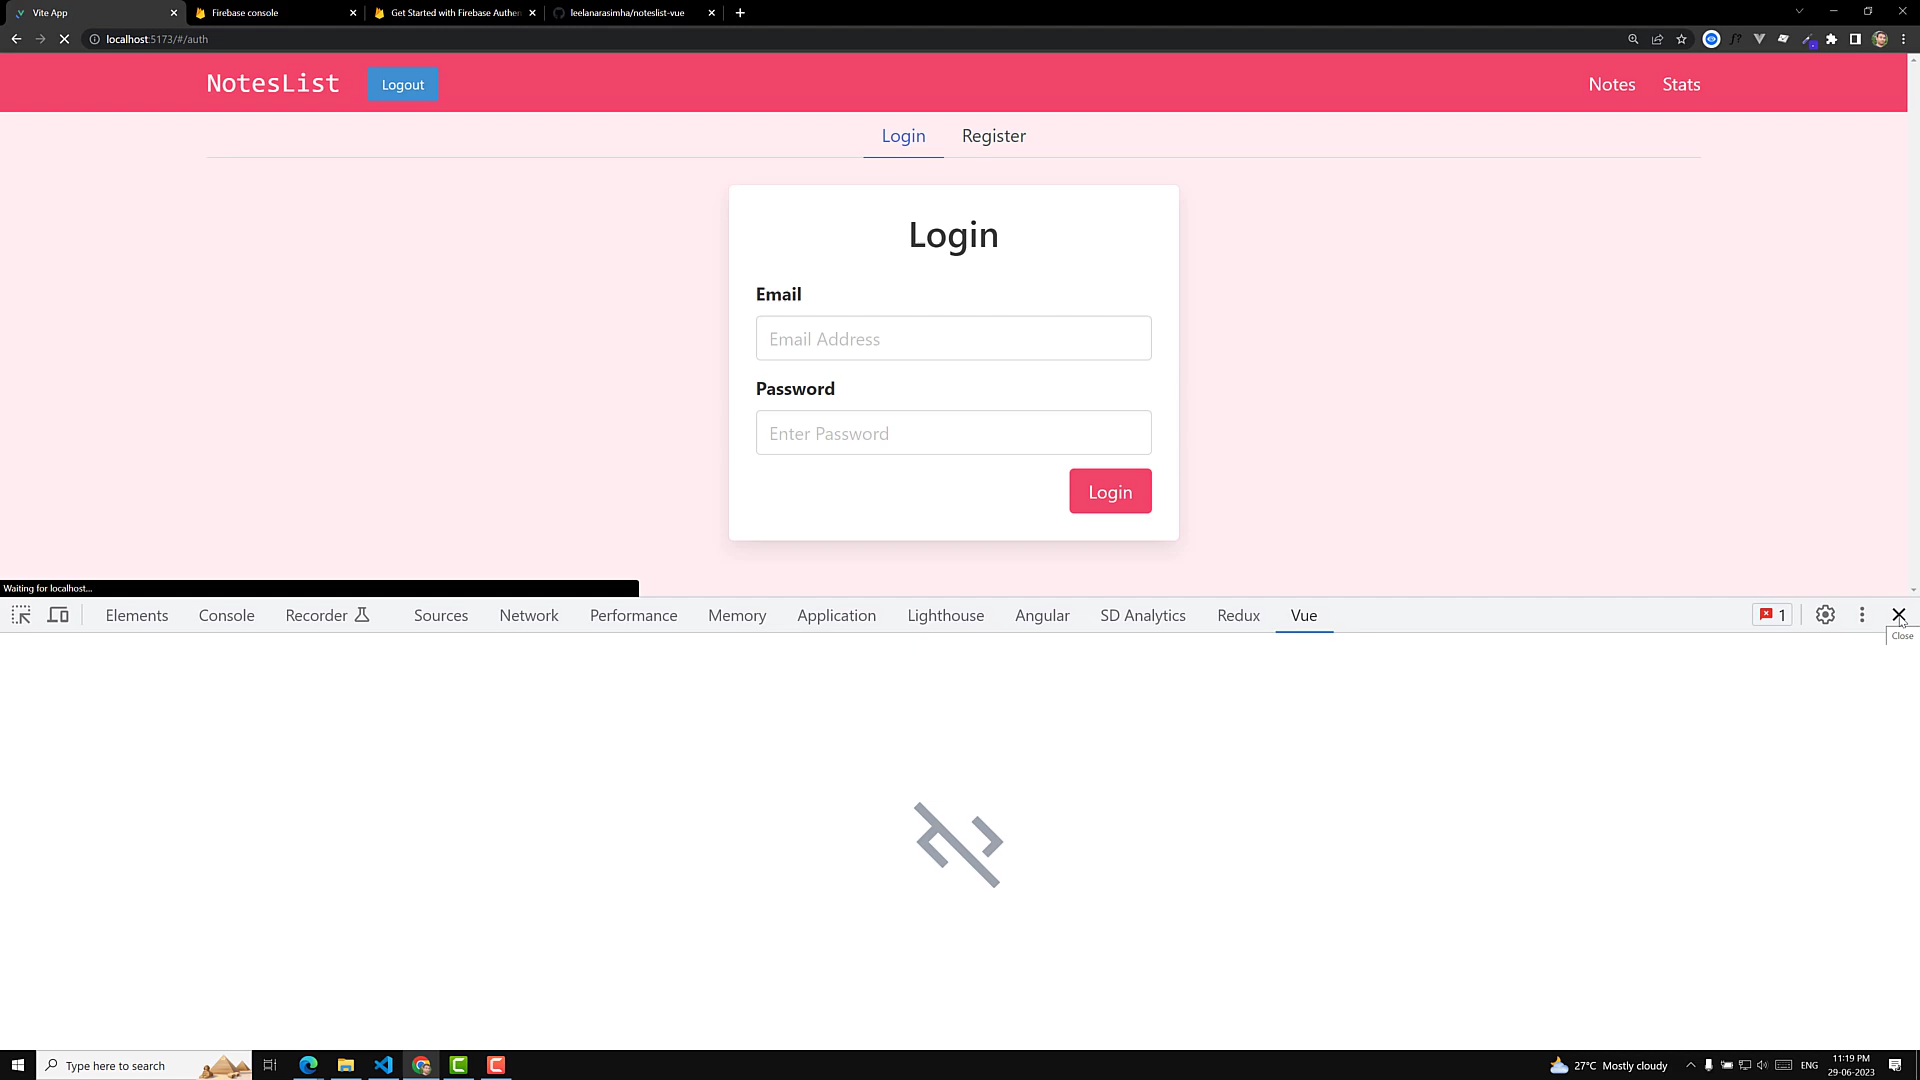 Vite App
Firebase console
Get Started with Firebase Authen
leelanarasimha/noteslist-vue
localhost:5173/#/auth
NotesList
Logout
Notes
Stats
Login
Register
Login
Email
Email Address
Password
Enter Password
Login
Waiting for localhost...
Elements
Console
Recorder
Sources
Network
Performance
Memory
Application
Lighthouse
Angular
SD Analytics
Redux
Vue
1
Close
Type here to search
27°C Mostly cloudy
ENG
11:19 PM
29-06-2023